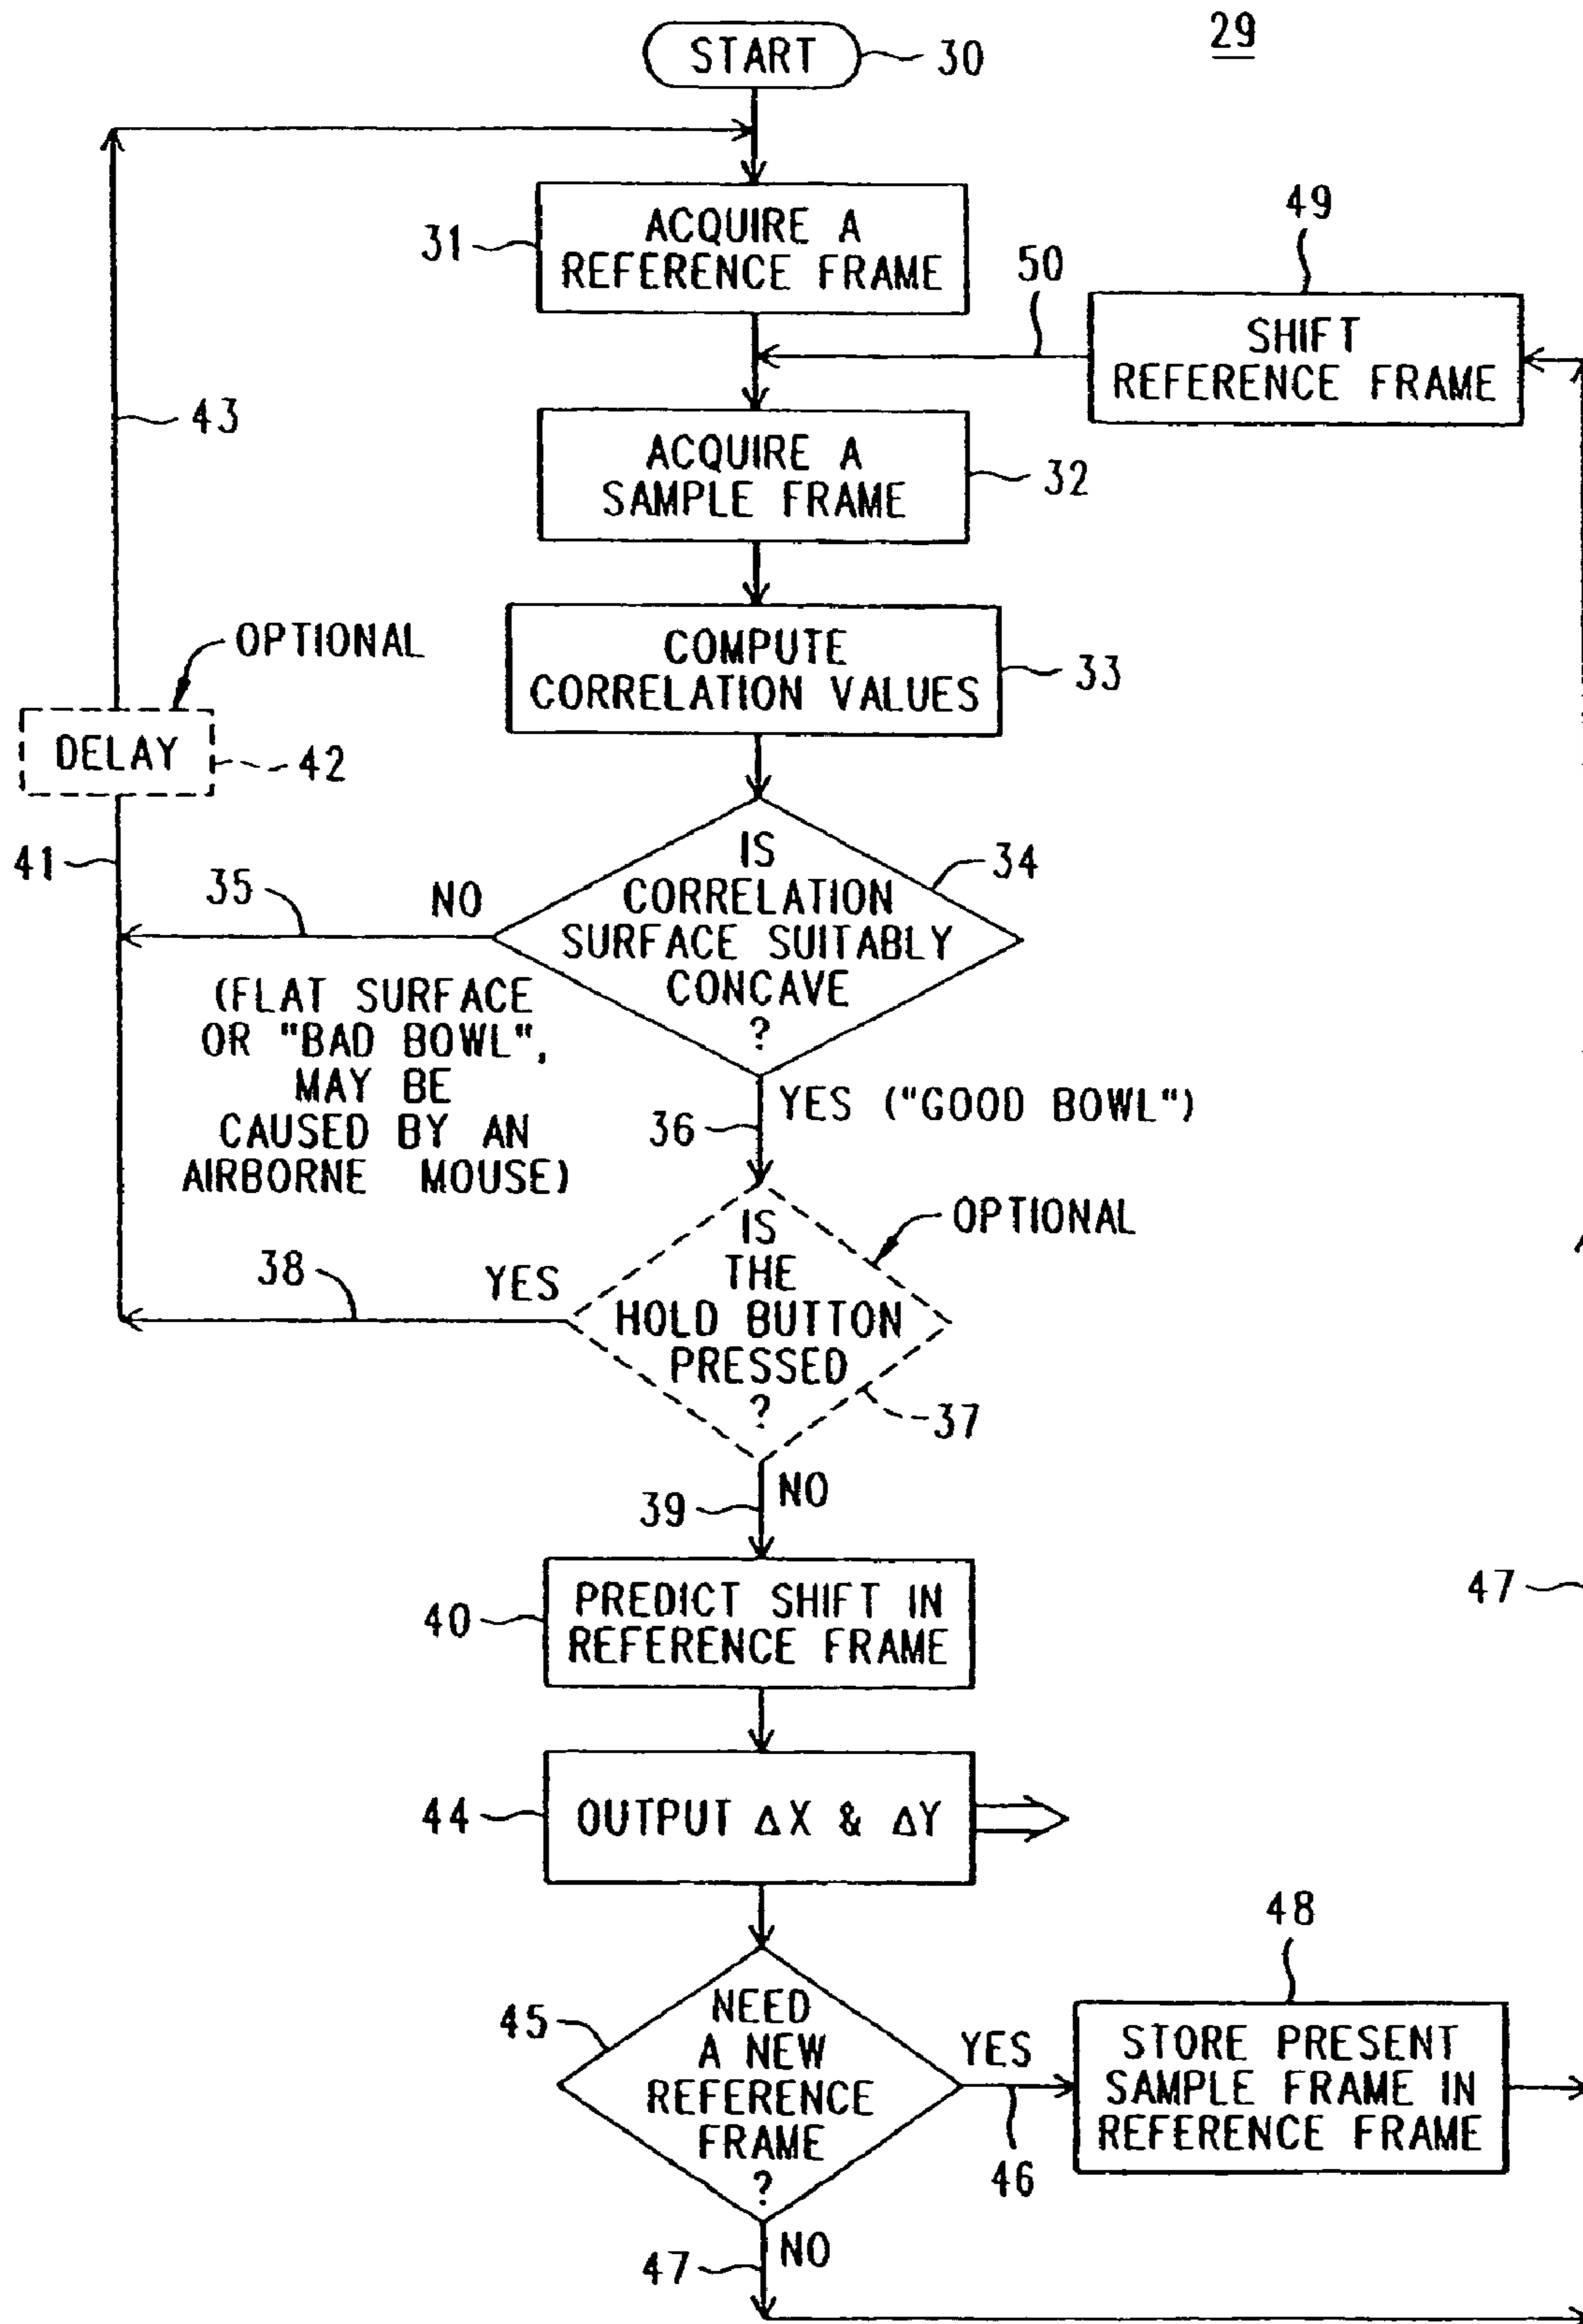 29
START
30
31
ACQUIRE A
REFERENCE FRAME
49
50
SHIFT
REFERENCE FRAME
43
ACQUIRE A
SAMPLE FRAME
32
OPTIONAL
COMPUTE
CORRELATION VALUES
33
DELAY
42
41
35
NO
IS
CORRELATION
SURFACE SUITABLY
CONCAVE
?
34
(FLAT SURFACE
OR "BAD BOWL",
MAY BE
CAUSED BY AN
AIRBORNE MOUSE)
36
YES ("GOOD BOWL")
38
YES
IS
THE
HOLD BUTTON
PRESSED
?
OPTIONAL
37
39
NO
40
PREDICT SHIFT IN
REFERENCE FRAME
47
44
OUTPUT ΔX & ΔY
45
NEED
A NEW
REFERENCE
FRAME
?
YES
46
48
STORE PRESENT
SAMPLE FRAME IN
REFERENCE FRAME
47
NO